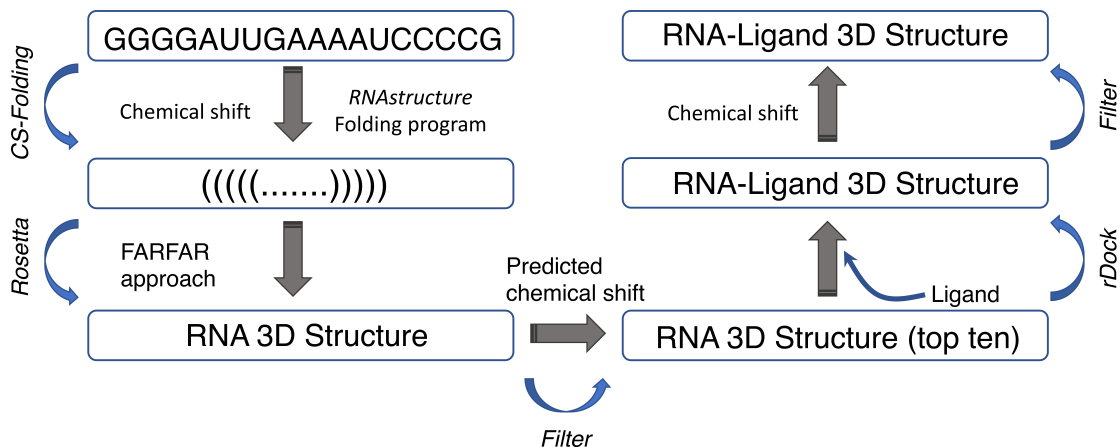 GGGGAUUGAAAAUCCCCG
CS-Folding
Chemical shift
RNAstructure
Folding program
(((((.......)))))
Rosetta
FARFAR
approach
RNA 3D Structure
Predicted
chemical shift
Filter
RNA 3D Structure (top ten)
Ligand
rDock
RNA-Ligand 3D Structure
Chemical shift
Filter
RNA-Ligand 3D Structure